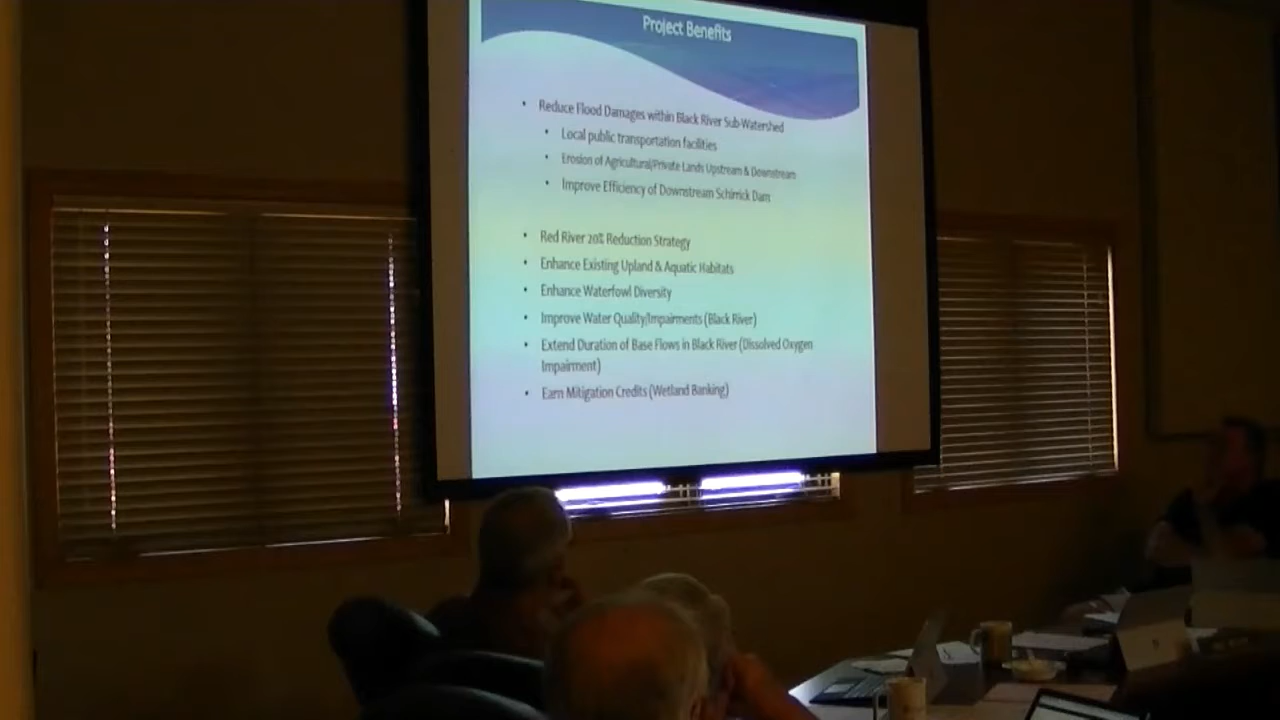 Project Benefits
• Reduce Flood Damages within Black River Sub-Watershed
• Local public transportation facilities
• Erosion of Agricultural/Private Lands Upstream & Downstream
• Improve Efficiency of Downstream Schirrick Dam
• Red River 20% Reduction Strategy
• Enhance Existing Upland & Aquatic Habitats
• Enhance Waterfowl Diversity
• Improve Water Quality/Impairments (Black River)
• Extend Duration of Base Flows in Black River (Dissolved Oxygen
Impairment)
• Earn Mitigation Credits (Wetland Banking)